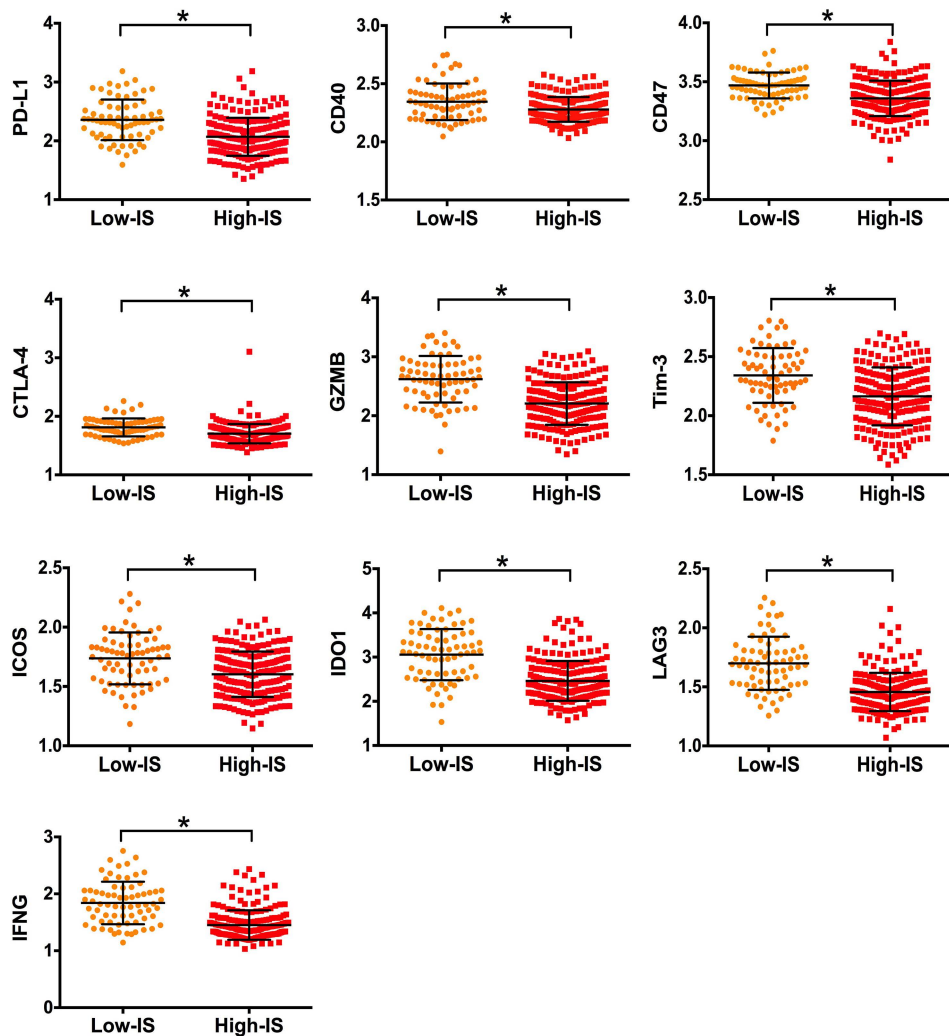 PD-L1
4
3
2
1
*
Low-IS
High-IS
CD40
3.0
2.5
2.0
1.5
*
Low-IS
High-IS
CD47
4.0
3.5
3.0
2.5
*
Low-IS
High-IS
CTLA-4
4
3
2
1
*
Low-IS
High-IS
GZMB
4
3
2
1
*
Low-IS
High-IS
Tim-3
3.0
2.5
2.0
1.5
*
Low-IS
High-IS
ICOS
2.5
2.0
1.5
1.0
*
Low-IS
High-IS
IDO1
5
4
3
2
1
*
Low-IS
High-IS
LAG3
2.5
2.0
1.5
1.0
*
Low-IS
High-IS
IFNG
3
2
1
0
*
Low-IS
High-IS